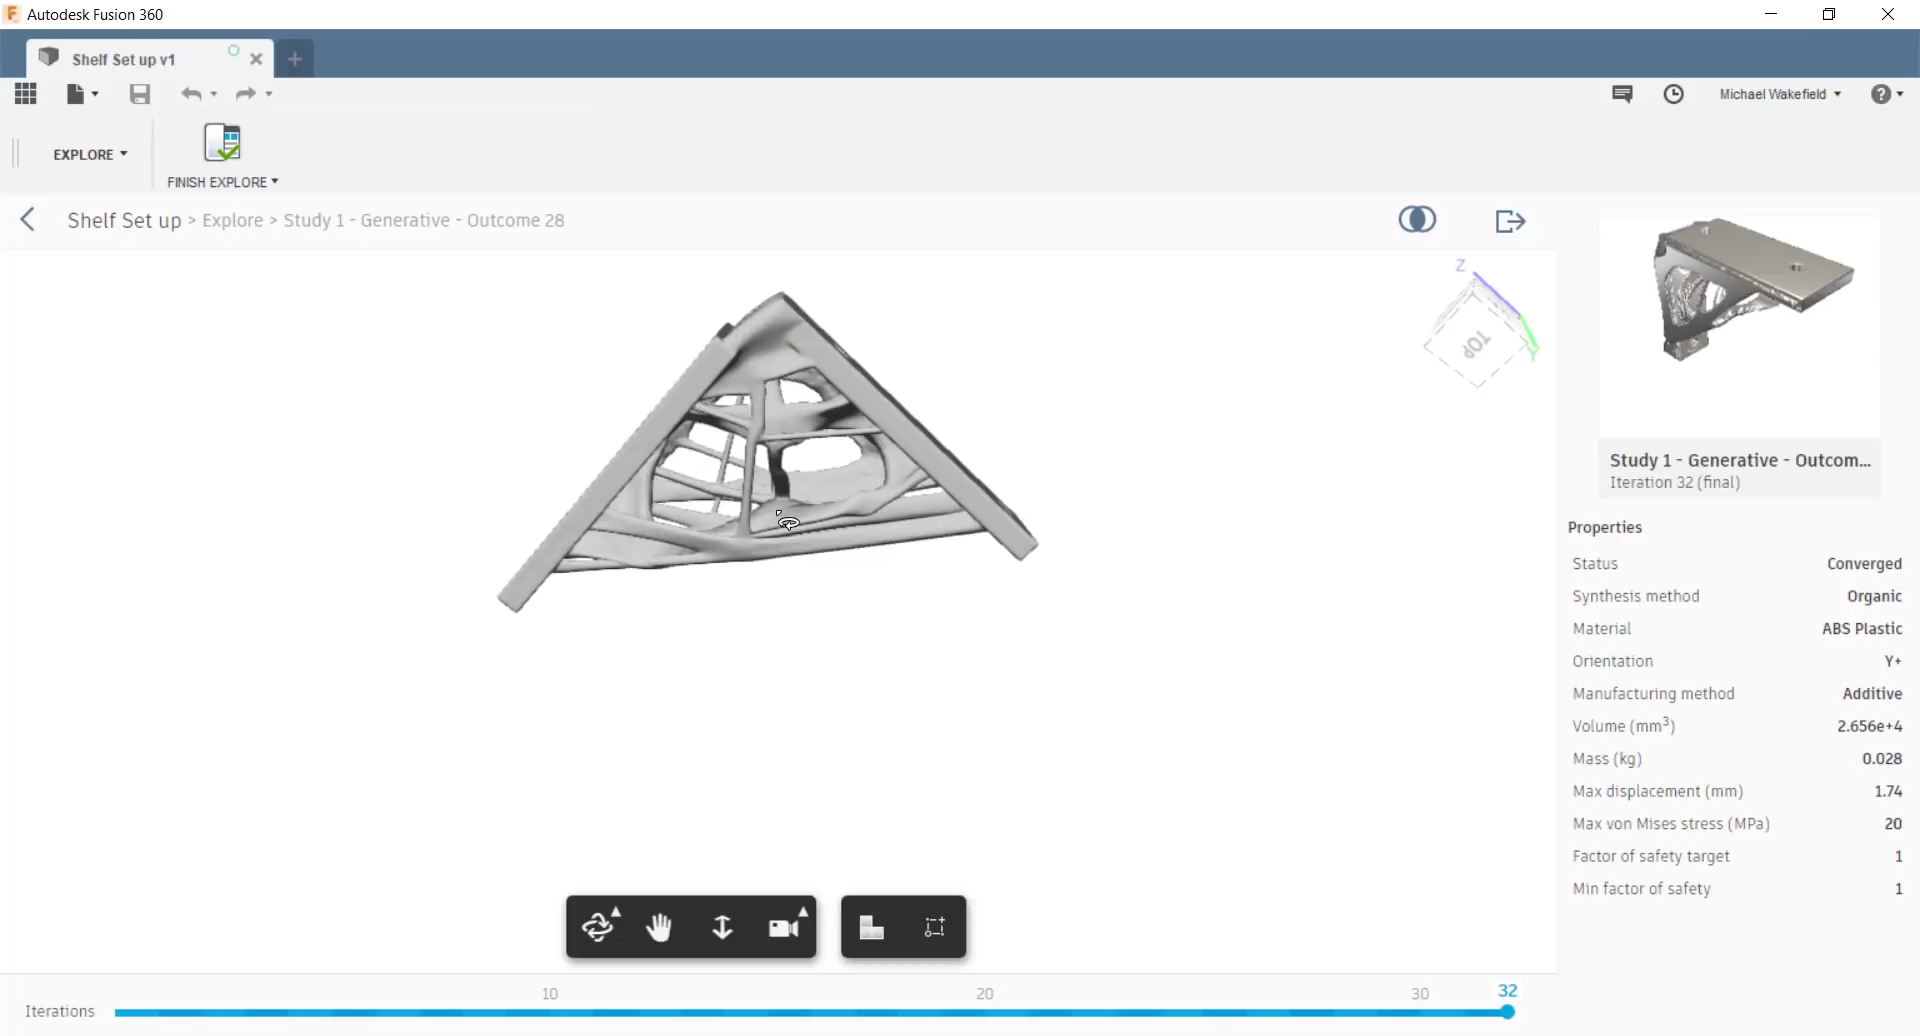 Autodesk Fusion 360
Shelf Set up v1
Michael Wakefield
EXPLORE
FINISH EXPLORE
Shelf Set up > Explore > Study 1 - Generative - Outcome 28
Z
TOP
Y
Study 1 - Generative - Outcom...
Iteration 32 (final)
Properties
Status Converged
Synthesis method Organic
Material ABS Plastic
Orientation Y+
Manufacturing method Additive
Volume (mm³) 2.656e+4
Mass (kg) 0.028
Max displacement (mm) 1.74
Max von Mises stress (MPa) 20
Factor of safety target 1
Min factor of safety 1
10 20 30 32
Iterations